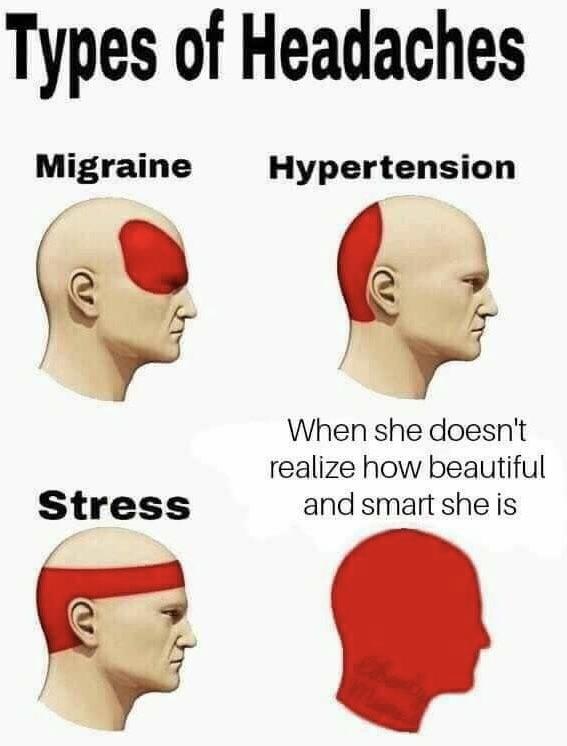 Types of Headaches
Migraine
Hypertension
Stress
When she doesn't
realize how beautiful
and smart she is